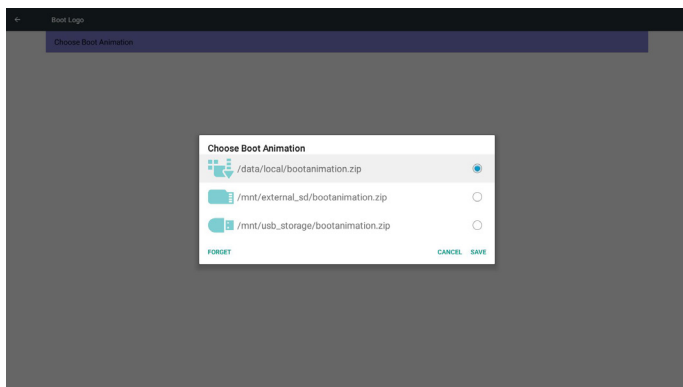 Boot Logo
Choose Boot Animation
Choose Boot Animation
/data/local/bootanimation.zip
/mnt/external_sd/bootanimation.zip
/mnt/usb_storage/bootanimation.zip
FORGET CANCEL SAVE